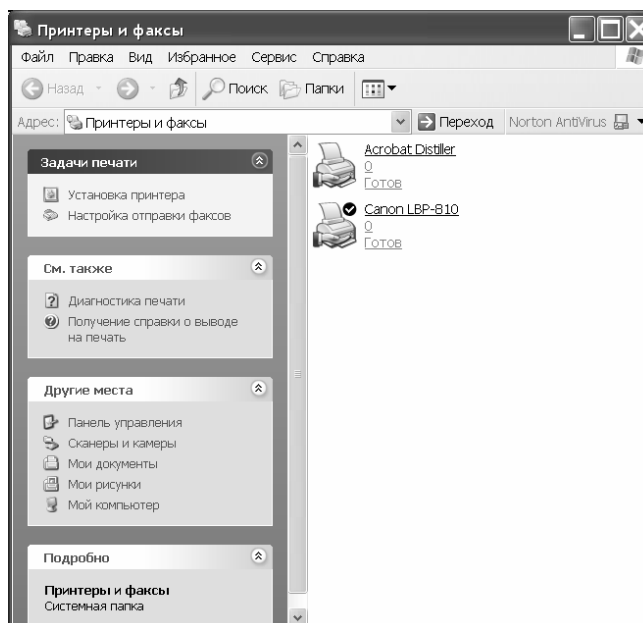 Принтеры и факсы
Файл Правка Вид Избранное Сервис Справка
Назад Поиск Папки
Адрес: Принтеры и факсы Переход Norton AntiVirus
Задачи печати
Установка принтера
Настройка отправки факсов
См. также
Диагностика печати
Получение справки о выводе
на печать
Другие места
Панель управления
Сканеры и камеры
Мои документы
Мои рисунки
Мой компьютер
Подробно
Принтеры и факсы
Системная папка
Acrobat Distiller
0
Готов
Canon LBP-810
0
Готов